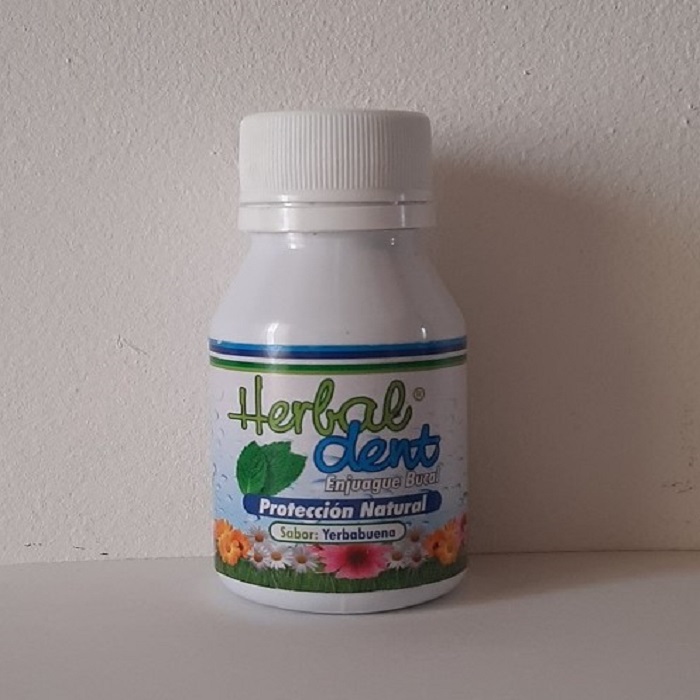 Herbal®
dent
Enjuague Bucal
Protección Natural
Sabor: Yerbabuena